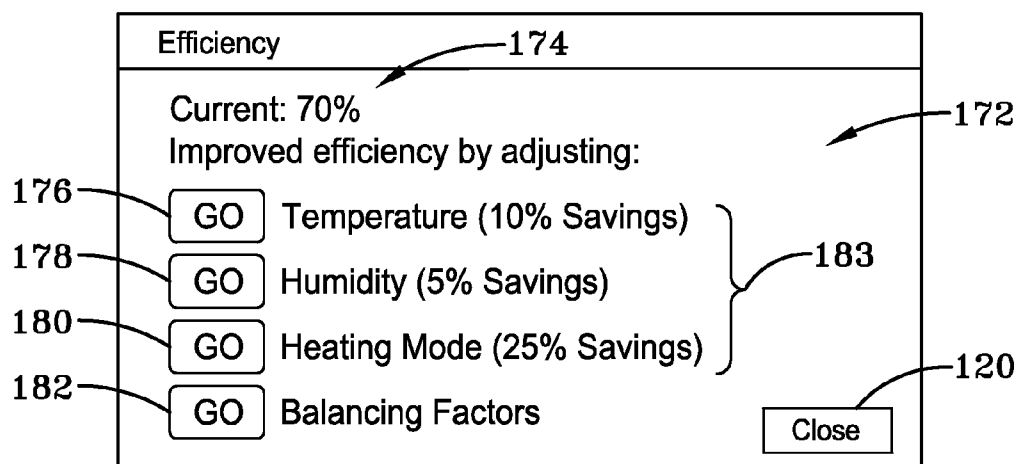 Efficiency 174
Current: 70%
172
Improved efficiency by adjusting:
176 GO Temperature (10% Savings)
178 GO Humidity (5% Savings) 183
180 GO Heating Mode (25% Savings)
120
182 GO Balancing Factors
Close